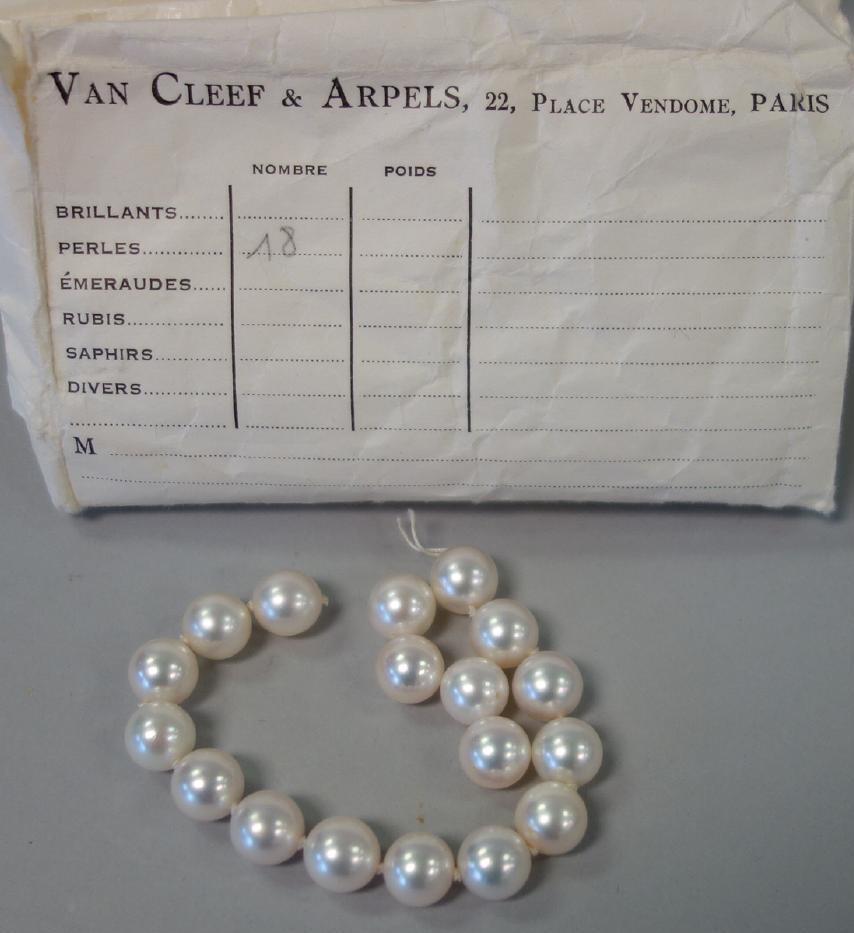 VAN CLEEF & ARPELS, 22, PLACE VENDOME, PARIS
NOMBRE POIDS
BRILLANTS
PERLES 18
ÉMERAUDES
RUBIS
SAPHIRS
DIVERS
M